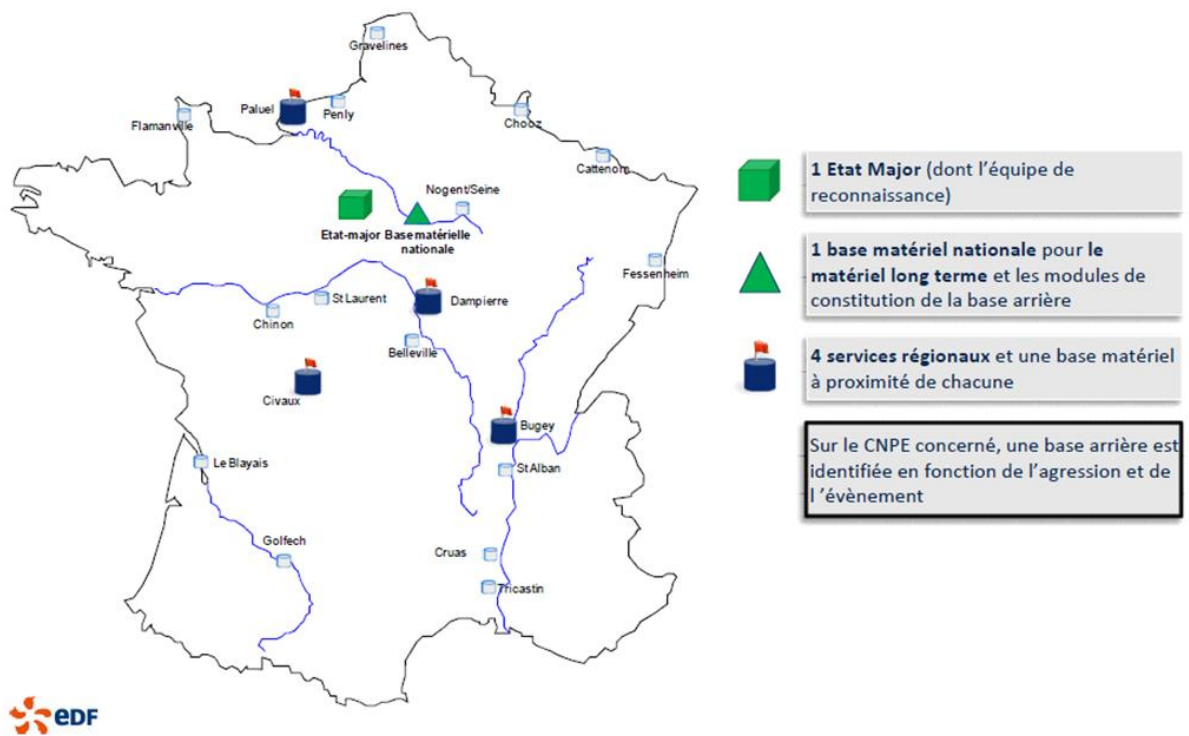 Gravelines
Paluel
Penly
Flamanville
Chooz
Cattenom
Nogent/Seine
Etat-major Base matérielle
nationale
Fessenheim
St Laurent
Dampierre
Chinon
Belleville
Civaux
Bugey
Le Blayais
St Alban
Golfech
Cruas
Tricastin
1 Etat Major (dont l’équipe de
reconnaissance)
1 base matériel nationale pour le
matériel long terme et les modules de
constitution de la base arrière
4 services régionaux et une base matériel
à proximité de chacune
Sur le CNPE concerné, une base arrière est
identifiée en fonction de l’agression et de
l ’évènement
eDF